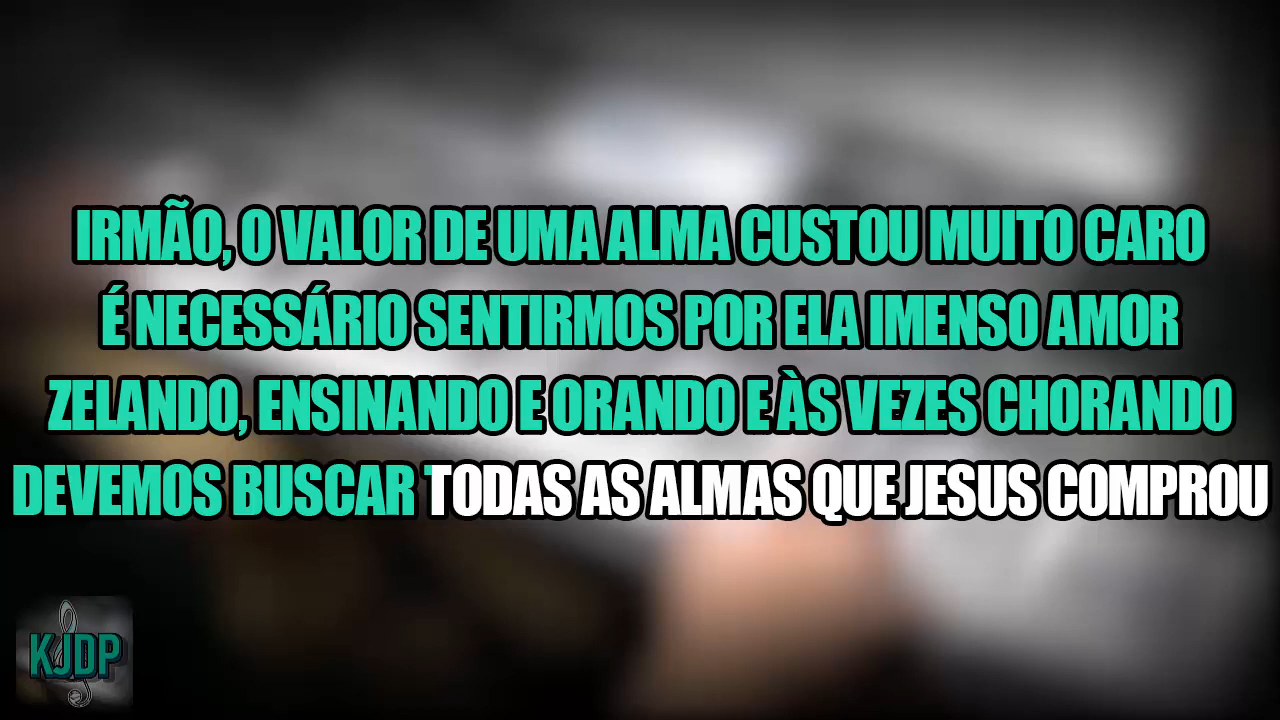 IRMÃO, O VALOR DE UMA ALMA CUSTOU MUITO CARO
É NECESSÁRIO SENTIRMOS POR ELA IMENSO AMOR
ZELANDO, ENSINANDO E ORANDO E ÀS VEZES CHORANDO
DEVEMOS BUSCAR TODAS AS ALMAS QUE JESUS COMPROU
KJDP